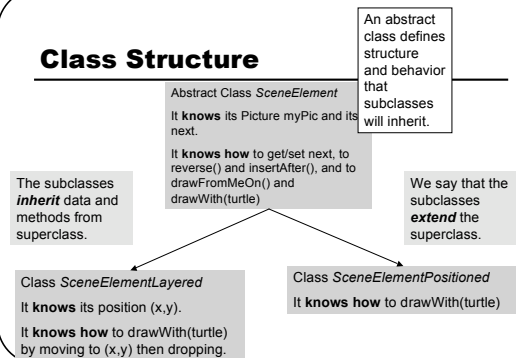 An abstract
class defines
structure
and behavior
that
subclasses
will inherit.
Class Structure
Abstract Class SceneElement
It knows its Picture myPic and its
next.
It knows how to get/set next, to
reverse() and insertAfter(), and to
drawFromMeOn() and
drawWith(turtle)
The subclasses
inherit data and
methods from
superclass.
We say that the
subclasses
extend the
superclass.
Class SceneElementLayered
It knows its position (x,y).
It knows how to drawWith(turtle)
by moving to (x,y) then dropping.
Class SceneElementPositioned
It knows how to drawWith(turtle)